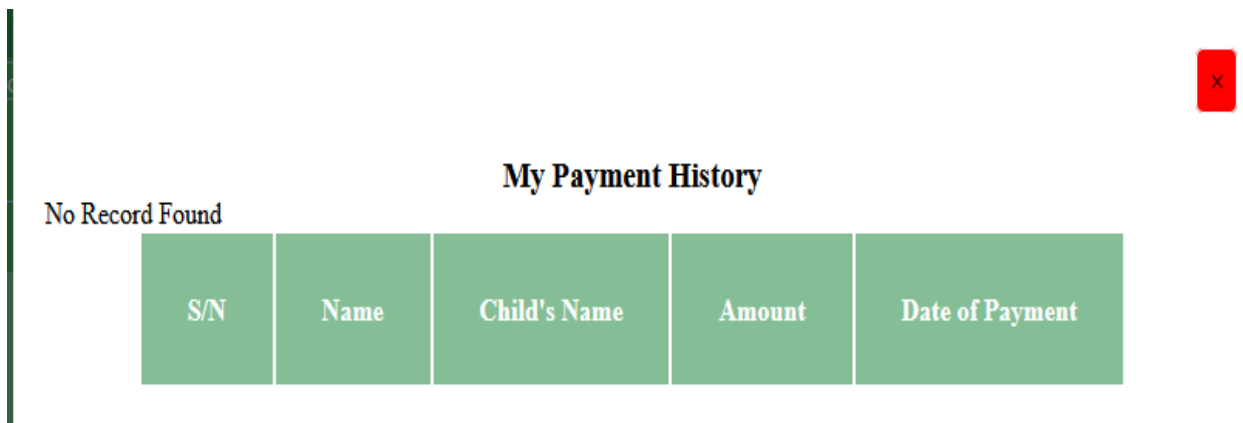 ×
My Payment History
No Record Found
S/N Name Child's Name Amount Date of Payment